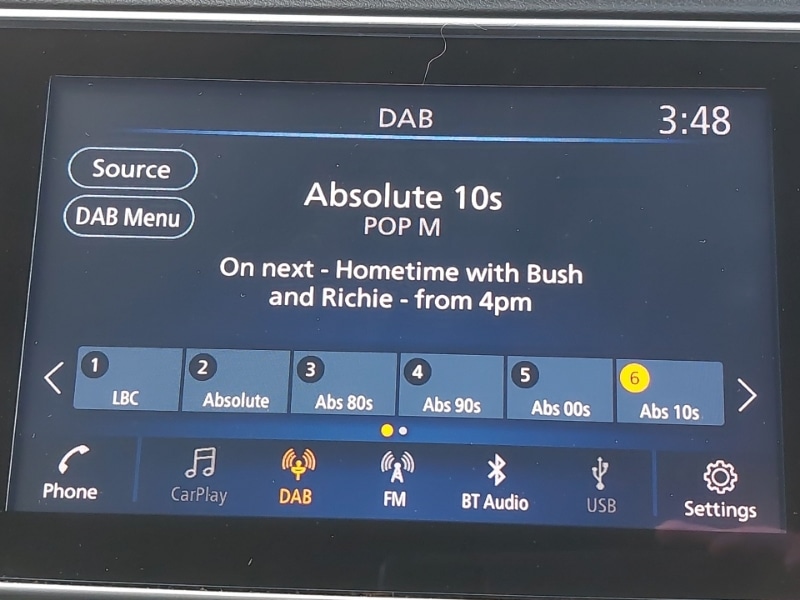 DAB
3:48
Source
DAB Menu
Absolute 10s
POP M
On next - Hometime with Bush
and Richie - from 4pm
1 LBC
2 Absolute
3 Abs 80s
4 Abs 90s
5 Abs 00s
6 Abs 10s
Phone
CarPlay
DAB
FM
BT Audio
USB
Settings